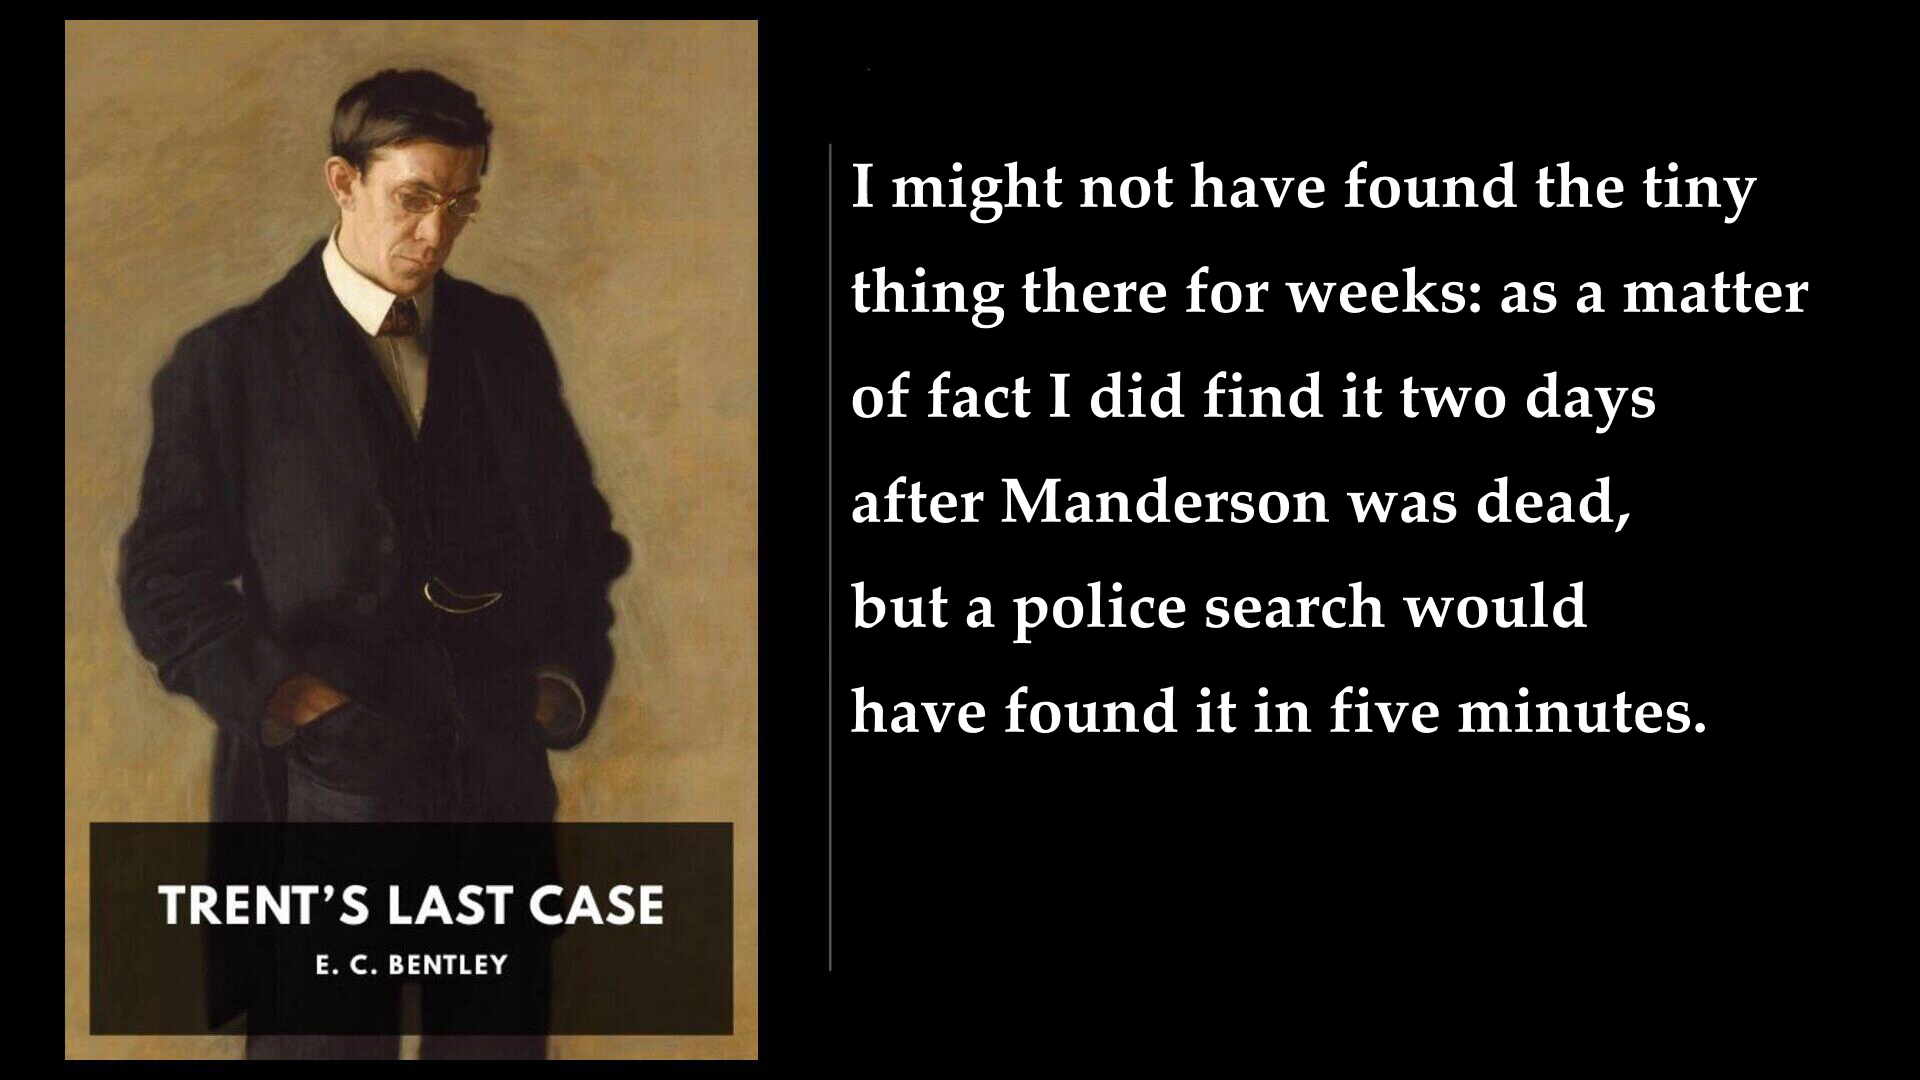 I might not have found the tiny
thing there for weeks: as a matter
of fact I did find it two days
after Manderson was dead,
but a police search would
have found it in five minutes.
TRENT’S LAST CASE
E. C. BENTLEY